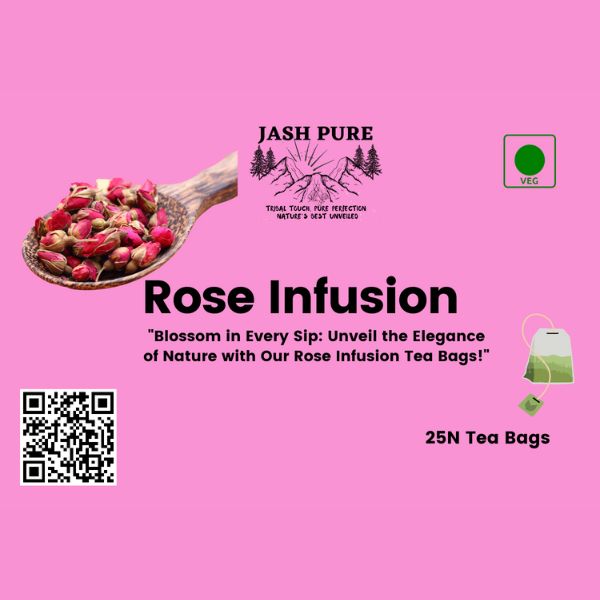 JASH PURE
TRIBAL TOUCH, PURE PERFECTION
NATURE'S BEST UNVEILED
VEG
Rose Infusion
"Blossom in Every Sip: Unveil the Elegance
of Nature with Our Rose Infusion Tea Bags!"
25N Tea Bags